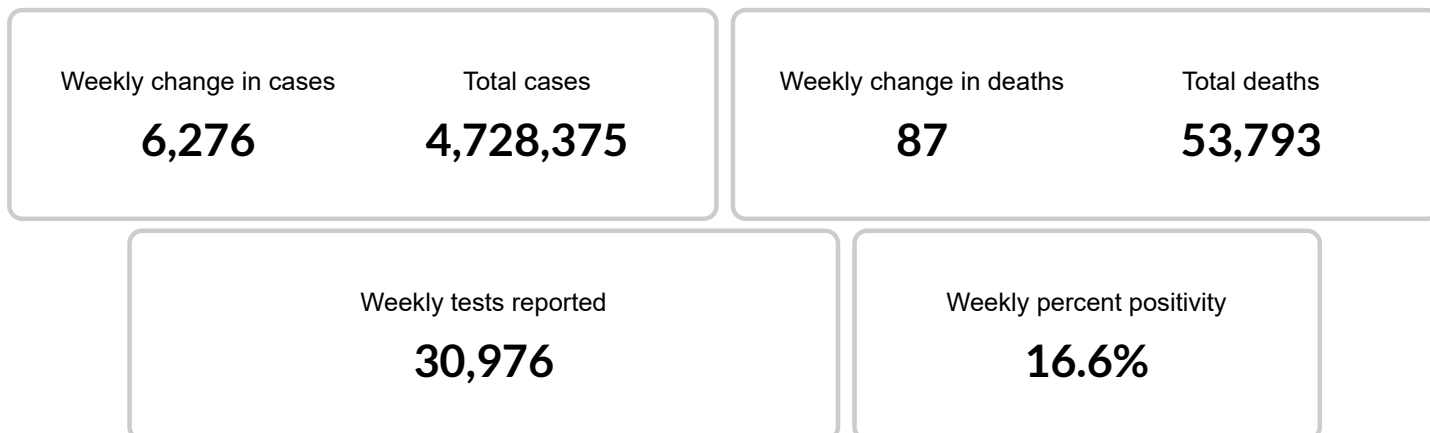 Weekly change in cases Total cases Weekly change in deaths Total deaths
6,276 4,728,375 87 53,793
Weekly tests reported Weekly percent positivity
30,976 16.6%